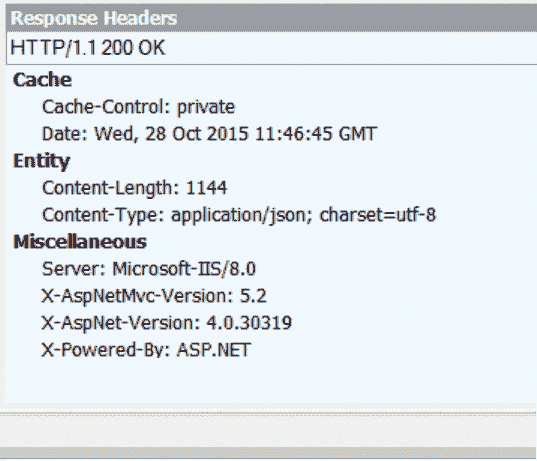 Response Headers
HTTP/1.1 200 OK
Cache
Cache-Control: private
Date: Wed, 28 Oct 2015 11:46:45 GMT
Entity
Content-Length: 1144
Content-Type: application/json; charset=utf-8
Miscellaneous
Server: Microsoft-IIS/8.0
X-AspNetMvc-Version: 5.2
X-AspNet-Version: 4.0.30319
X-Powered-By: ASP.NET